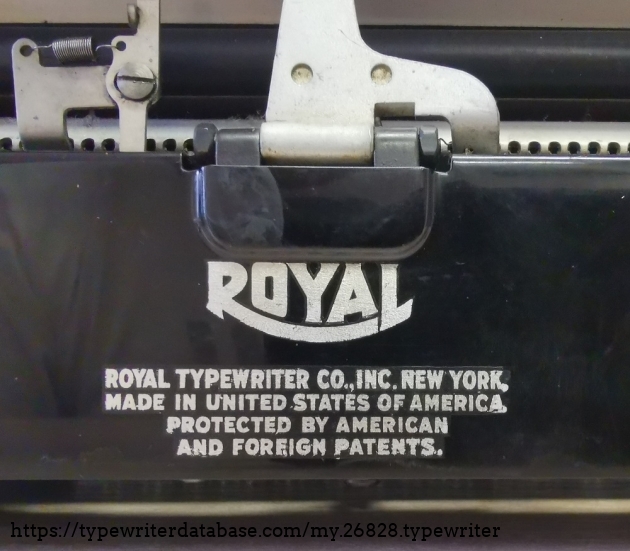 ROYAL
ROYAL TYPEWRITER CO., INC. NEW YORK,
MADE IN UNITED STATES OF AMERICA
PROTECTED BY AMERICAN
AND FOREIGN PATENTS.
https://typewriterdatabase.com/my.26828.typewriter